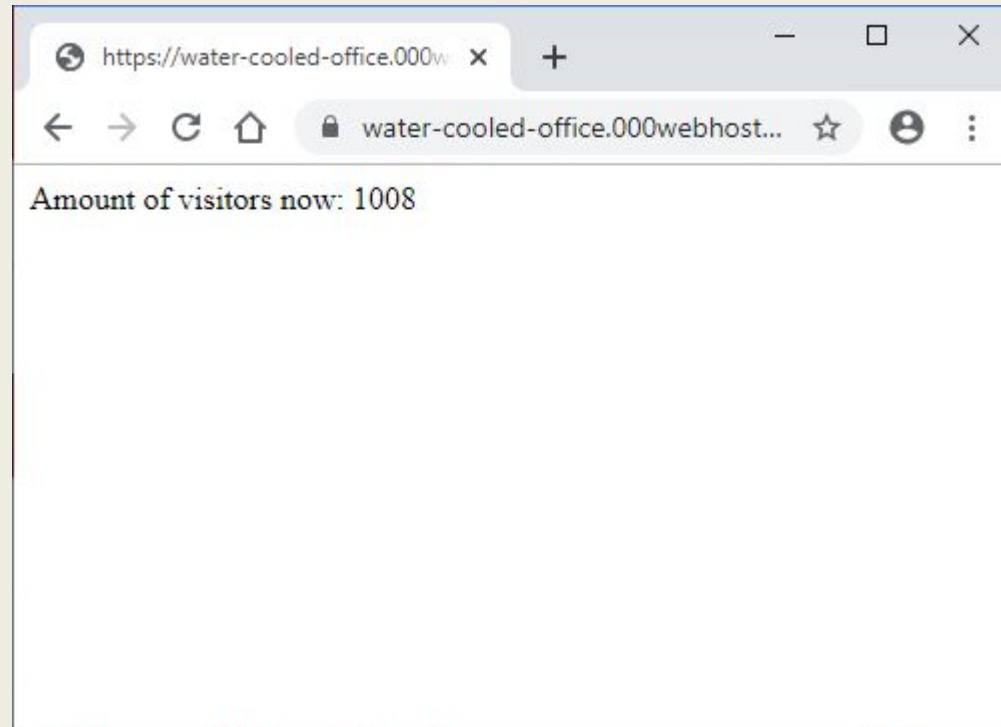 https://water-cooled-office.000w
water-cooled-office.000webhost...
Amount of visitors now: 1008